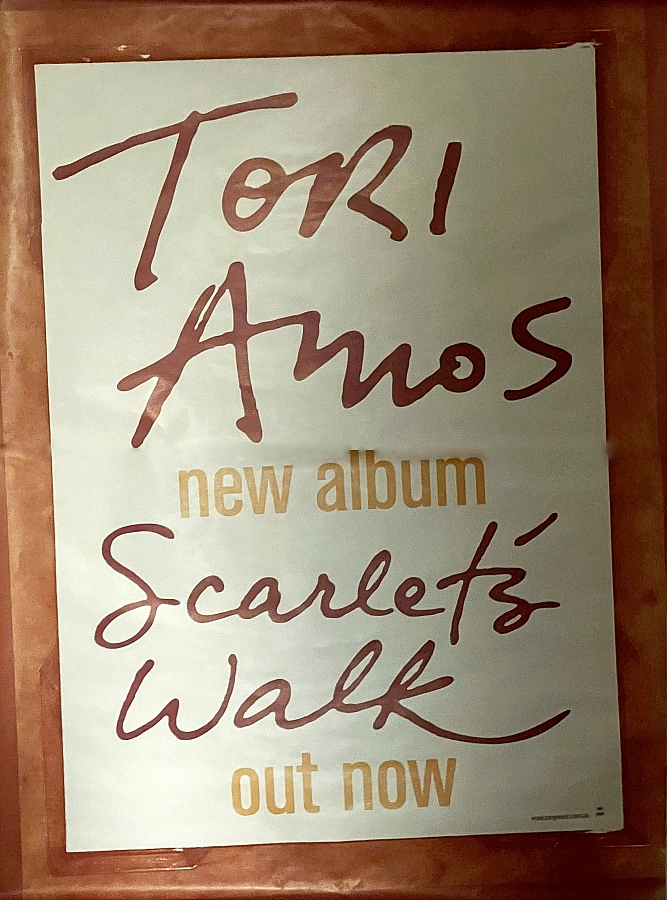 TORI
Amos
new album
Scarlet's
Walk
out now